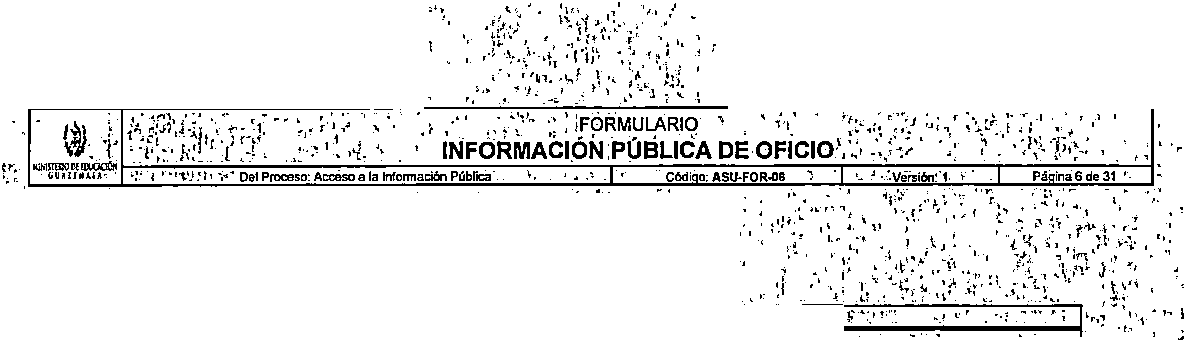 FORMULARIO
INFORMACIÓN PÚBLICA DE OFICIO
MINISTERIO DE EDUCACIÓN
GUATEMALA
Del Proceso: Acceso a la Información Pública Código: ASU-FOR-06 Versión: 1 Página 6 de 31